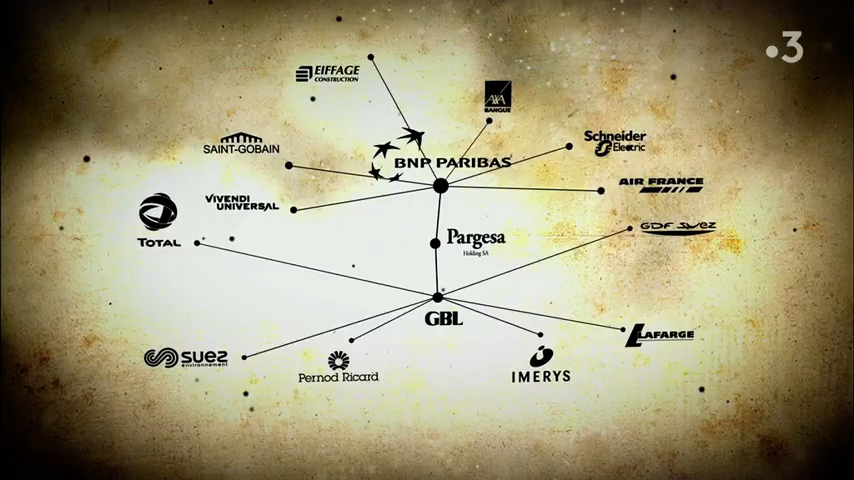 3
EIFFAGE
CONSTRUCTION
AXA
BANQUE
Schneider
Electric
SAINT-GOBAIN
BNP PARIBAS
AIR FRANCE
VIVENDI
UNIVERSAL
GDF SUEZ
TOTAL
Pargesa
Holding SA
GBL
LAFARGE
SUEZ
environnement
Pernod Ricard
IMERYS